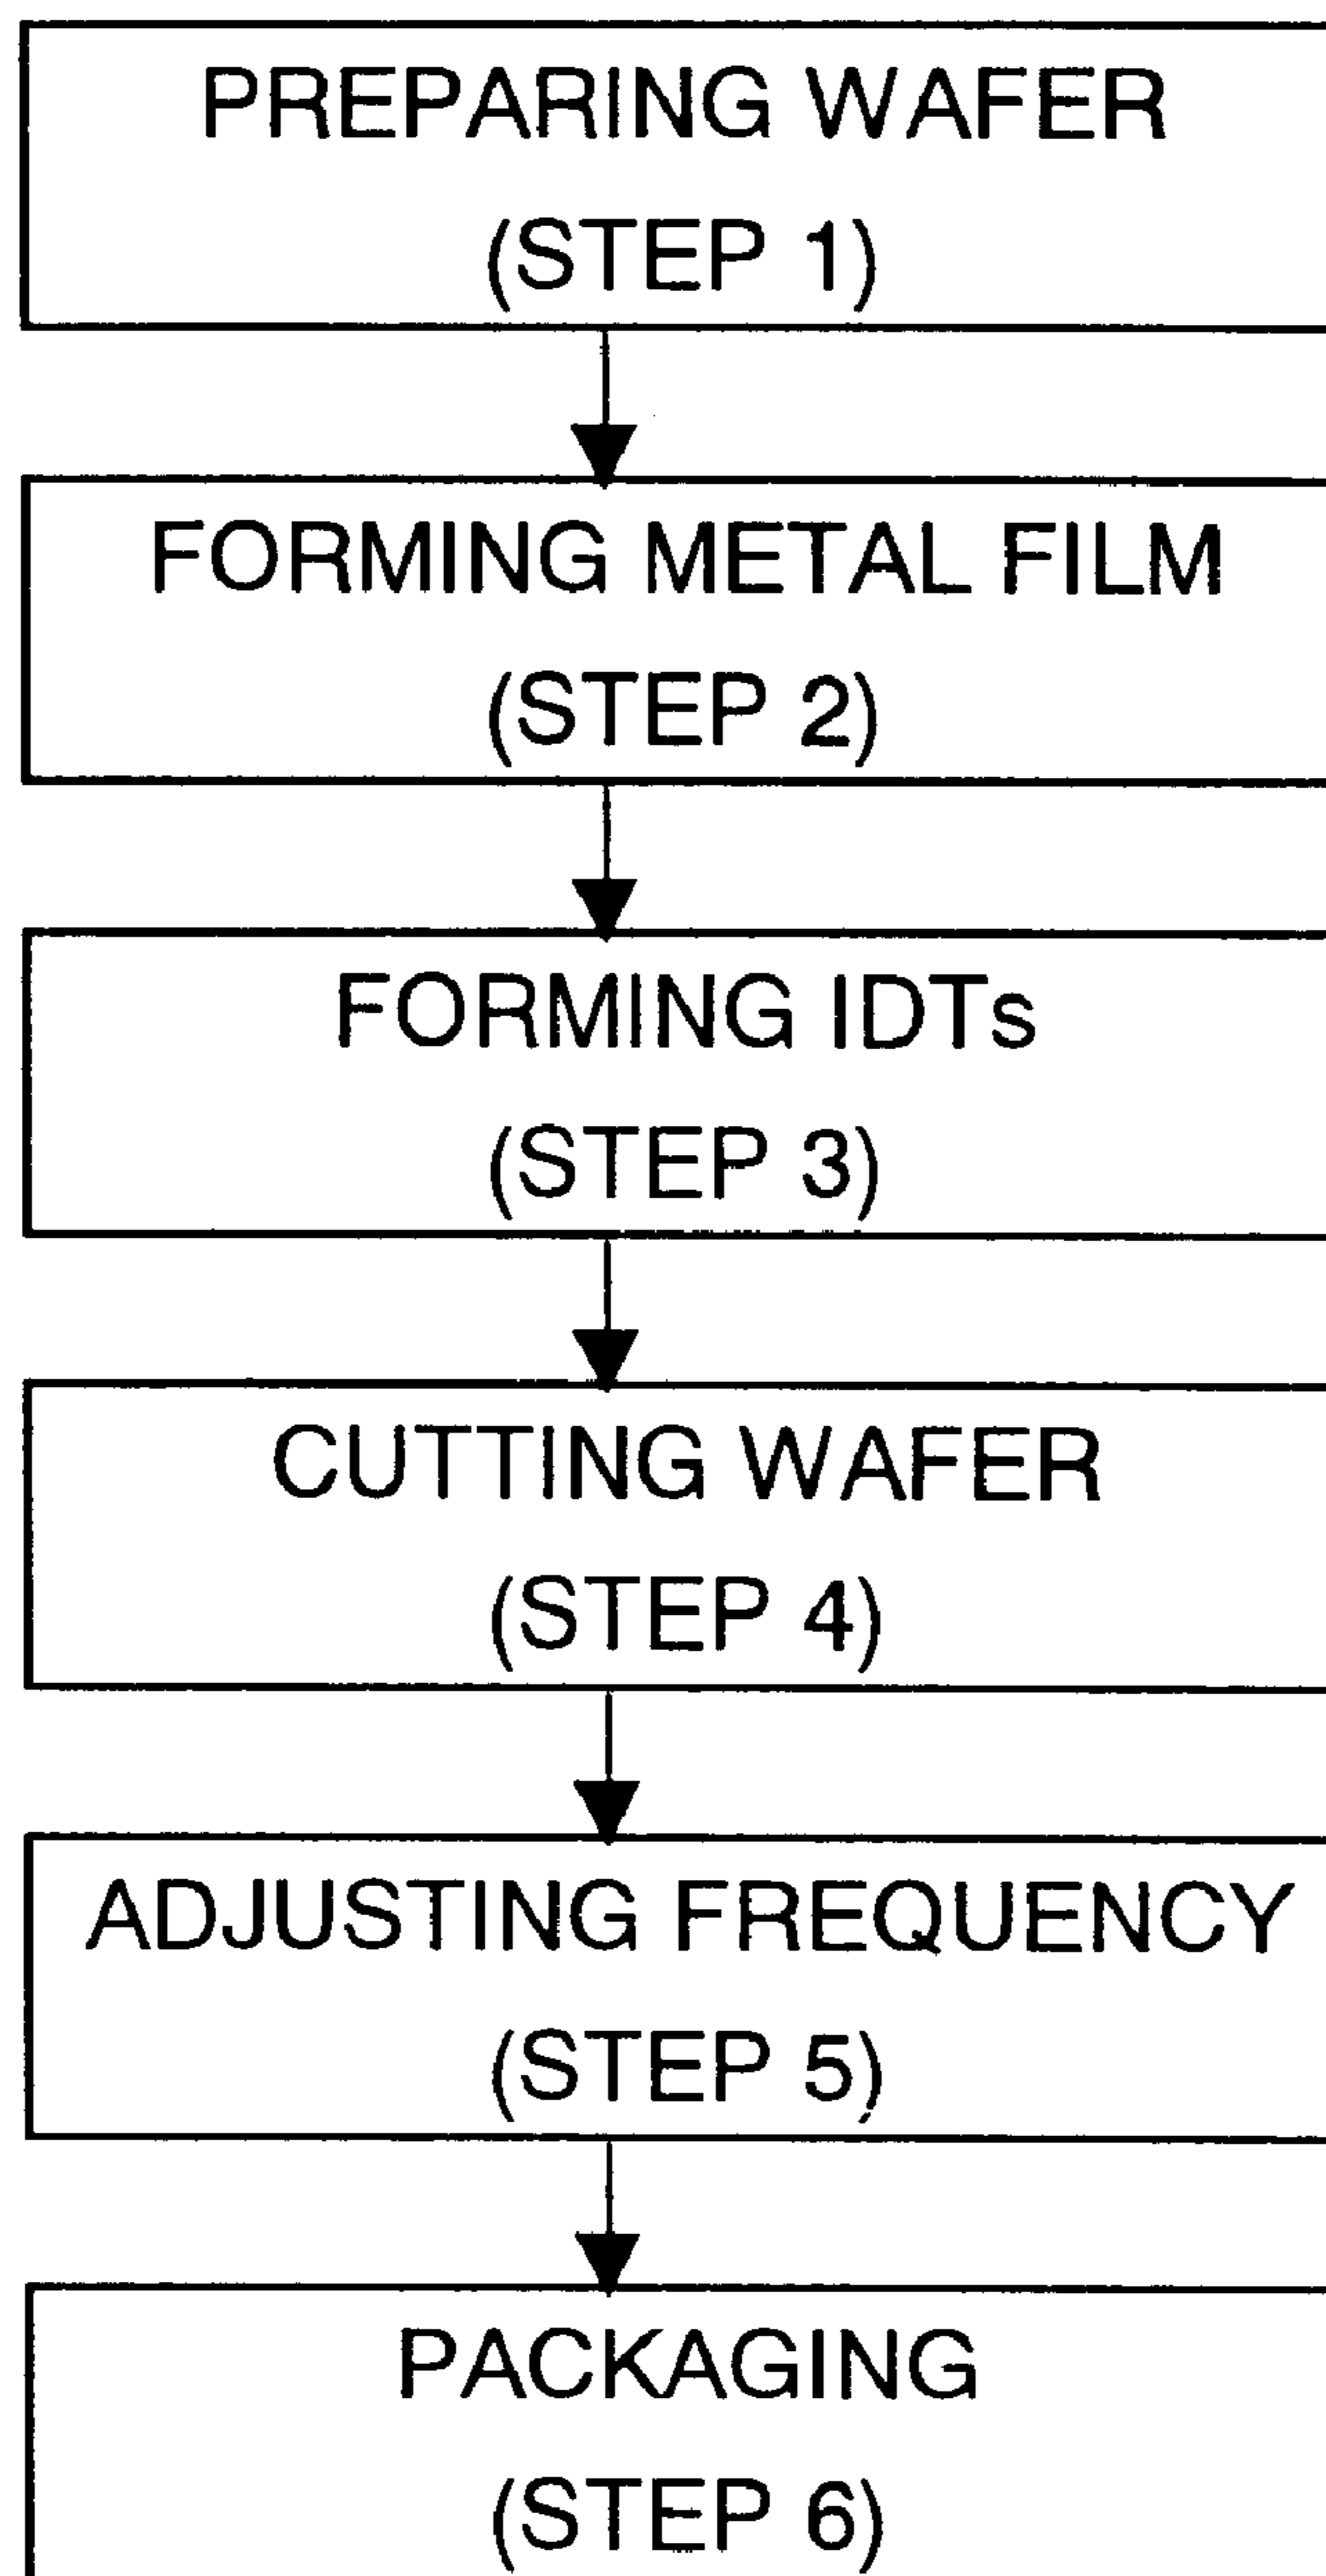 PREPARING WAFER
(STEP 1)
FORMING METAL FILM
(STEP 2)
FORMING IDTs
(STEP 3)
CUTTING WAFER
(STEP 4)
ADJUSTING FREQUENCY
(STEP 5)
PACKAGING
(STEP 6)